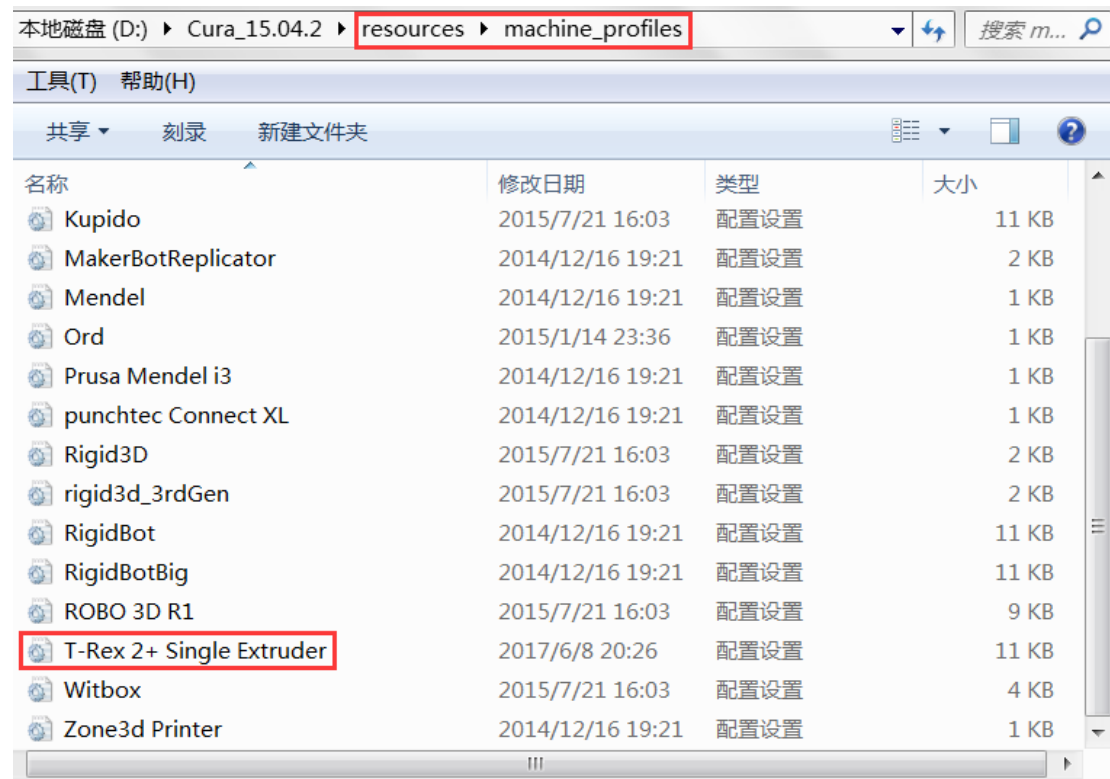 本地磁盘 (D:) Cura_15.04.2 resources machine_profiles 搜索 m...
工具(T) 帮助(H)
共享 刻录 新建文件夹
名称 修改日期 类型 大小
Kupido 2015/7/21 16:03 配置设置 11 KB
MakerBotReplicator 2014/12/16 19:21 配置设置 2 KB
Mendel 2014/12/16 19:21 配置设置 1 KB
Ord 2015/1/14 23:36 配置设置 1 KB
Prusa Mendel i3 2014/12/16 19:21 配置设置 1 KB
punchtec Connect XL 2014/12/16 19:21 配置设置 1 KB
Rigid3D 2015/7/21 16:03 配置设置 2 KB
rigid3d_3rdGen 2015/7/21 16:03 配置设置 2 KB
RigidBot 2014/12/16 19:21 配置设置 11 KB
RigidBotBig 2014/12/16 19:21 配置设置 11 KB
ROBO 3D R1 2015/7/21 16:03 配置设置 9 KB
T-Rex 2+ Single Extruder 2017/6/8 20:26 配置设置 11 KB
Witbox 2015/7/21 16:03 配置设置 4 KB
Zone3d Printer 2014/12/16 19:21 配置设置 1 KB